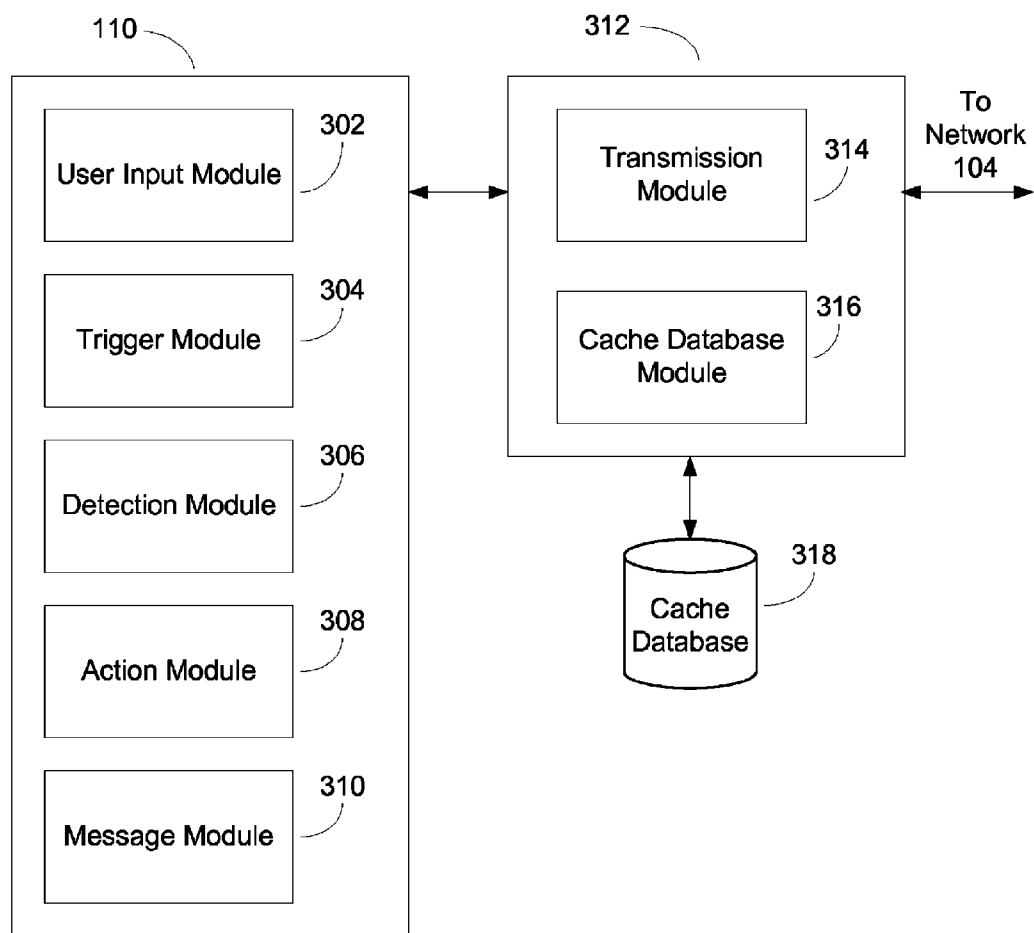 110
312
User Input Module
302
Transmission
Module
314
To
Network
104
Trigger Module
304
Cache Database
Module
316
Detection Module
306
Cache
Database
318
Action Module
308
Message Module
310